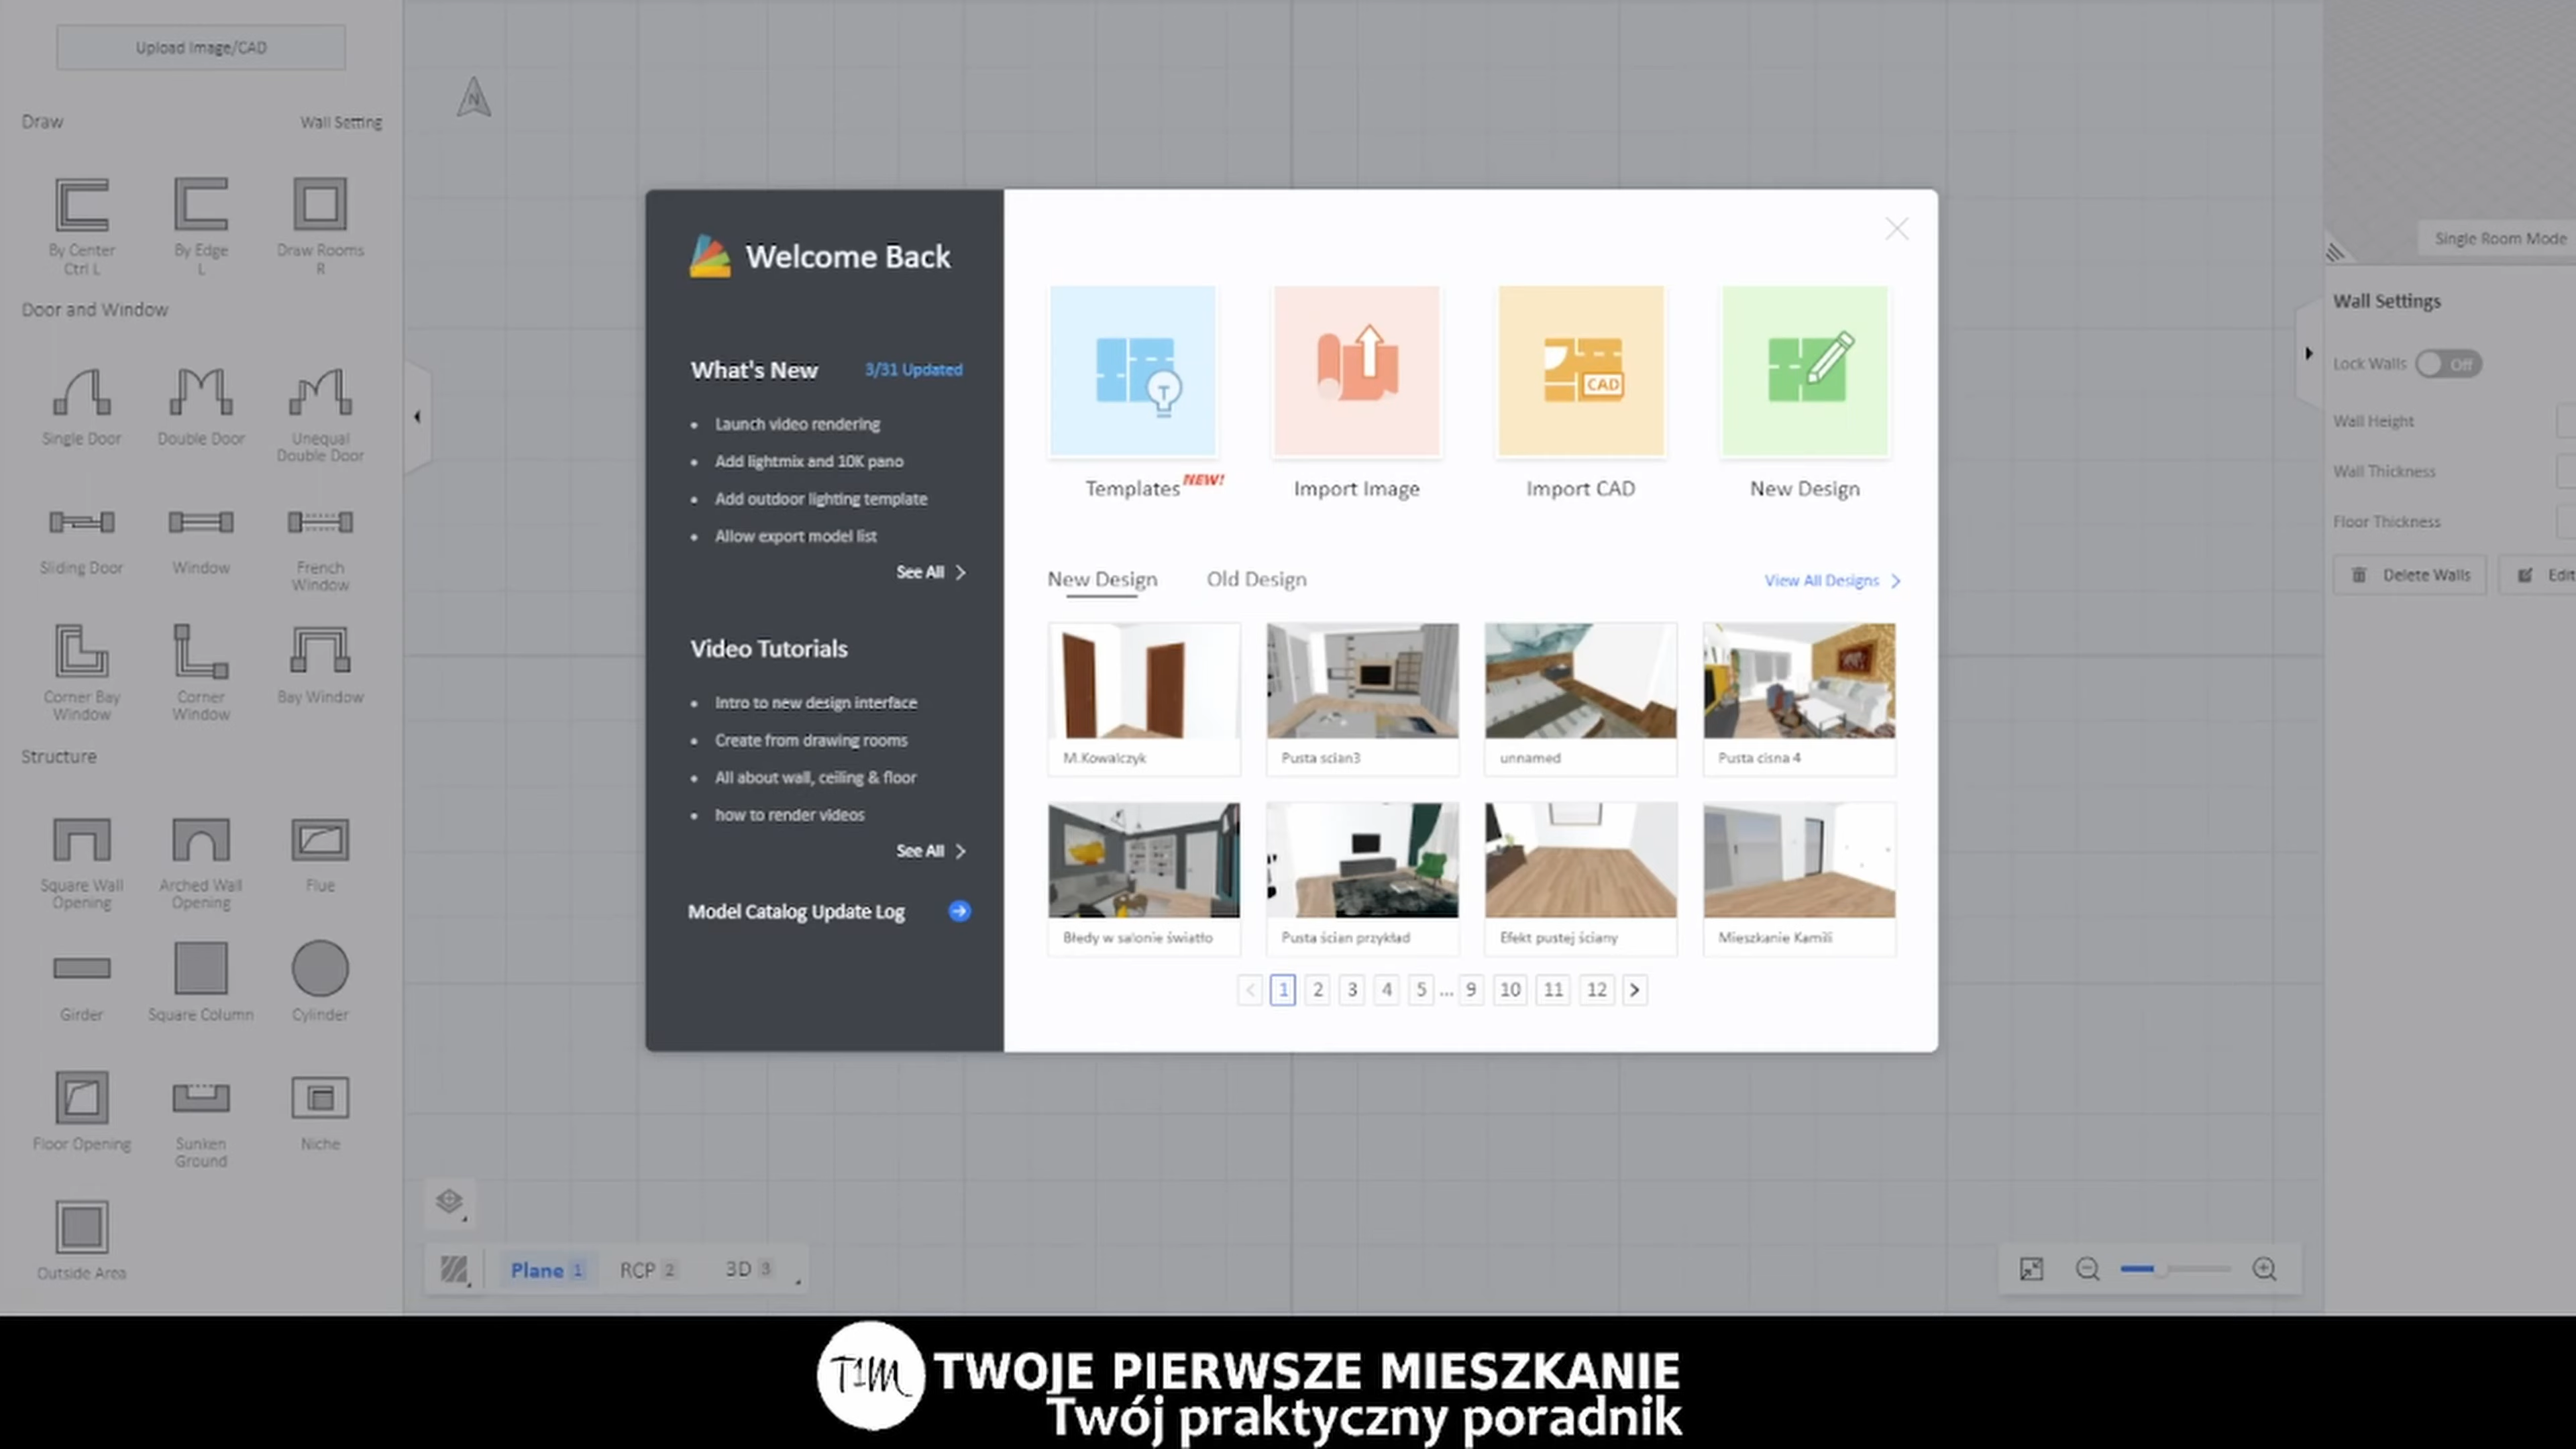 Upload Image/CAD
Draw
Wall Setting
By Center
Ctrl L
By Edge
L
Draw Rooms
R
Door and Window
Single Door
Double Door
Unequal
Double Door
Sliding Door
Window
French
Window
Corner Bay
Window
Corner
Window
Bay Window
Structure
Square Wall
Opening
Arched Wall
Opening
Flue
Girder
Square Column
Cylinder
Floor Opening
Sunken
Ground
Niche
Outside Area
N
Welcome Back
What's New
3/31 Updated
Launch video rendering
Add lightmix and 10K pano
Add outdoor lighting template
Allow export model list
See All
Video Tutorials
Intro to new design interface
Create from drawing rooms
All about wall, ceiling & floor
how to render videos
See All
Model Catalog Update Log
CAD
Templates NEW!
Import Image
Import CAD
New Design
New Design
Old Design
View All Designs
M.Kowalczyk
Pusta scian3
unnamed
Pusta cisna 4
Błedy w salonie światło
Pusta ścian przykład
Efekt pustej ściany
Mieszkanie Kamili
1 2 3 4 5 ... 9 10 11 12
Plane 1
RCP 2
3D 3
Single Room Mode
Wall Settings
Lock Walls
Off
Wall Height
Wall Thickness
Floor Thickness
Delete Walls
Edit
T1M
TWOJE PIERWSZE MIESZKANIE
Twój praktyczny poradnik